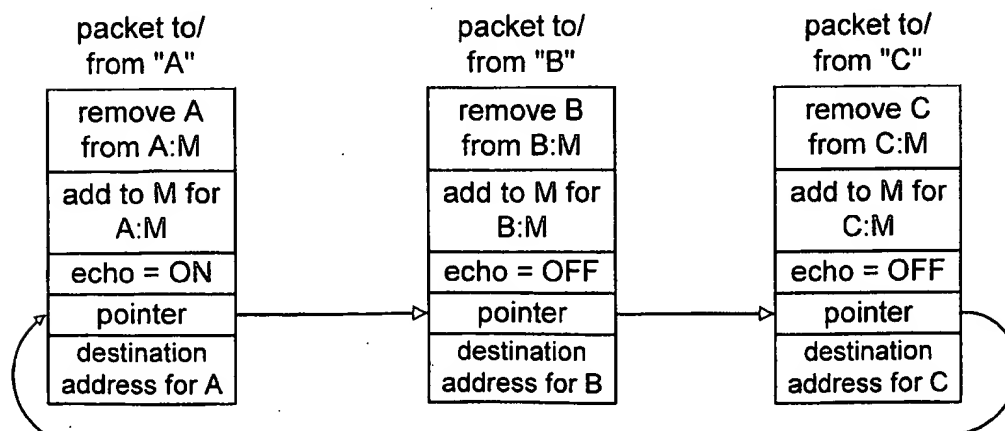 packet to/
from "A"
remove A
from A:M
add to M for
A:M
echo = ON
pointer
destination
address for A
packet to/
from "B"
remove B
from B:M
add to M for
B:M
echo = OFF
pointer
destination
address for B
packet to/
from "C"
remove C
from C:M
add to M for
C:M
echo = OFF
pointer
destination
address for C